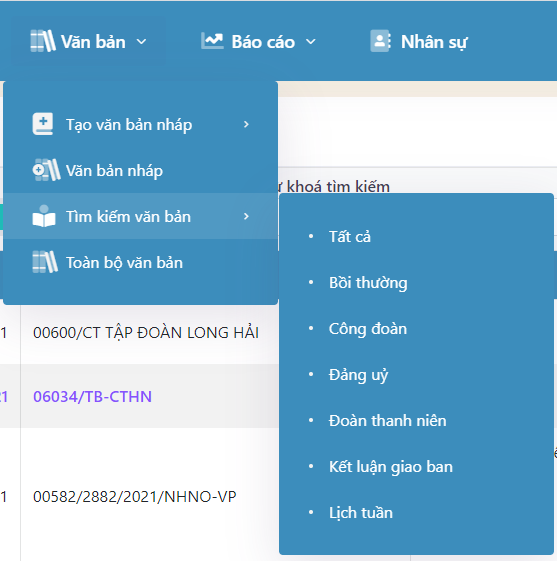 Văn bản
Báo cáo
Nhân sự
Tạo văn bản nháp
Văn bản nháp
Tìm kiếm văn bản
Toàn bộ văn bản
khoá tìm kiếm
Tất cả
Bồi thường
Công đoàn
Đảng uỷ
Đoàn thanh niên
Kết luận giao ban
Lịch tuần
1 00600/CT TẬP ĐOÀN LONG HẢI
21 06034/TB-CTHN
1 00582/2882/2021/NHNO-VP